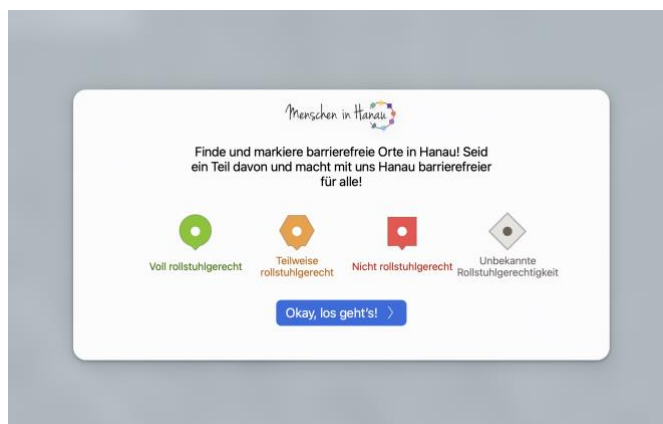 Menschen in Hanau
Finde und markiere barrierefreie Orte in Hanau! Seid
ein Teil davon und macht mit uns Hanau barrierefreier
für alle!
Voll rollstuhlgerecht
Teilweise
rollstuhlgerecht
Nicht rollstuhlgerecht
Unbekannte
Rollstuhlgerechtigkeit
Okay, los geht's!